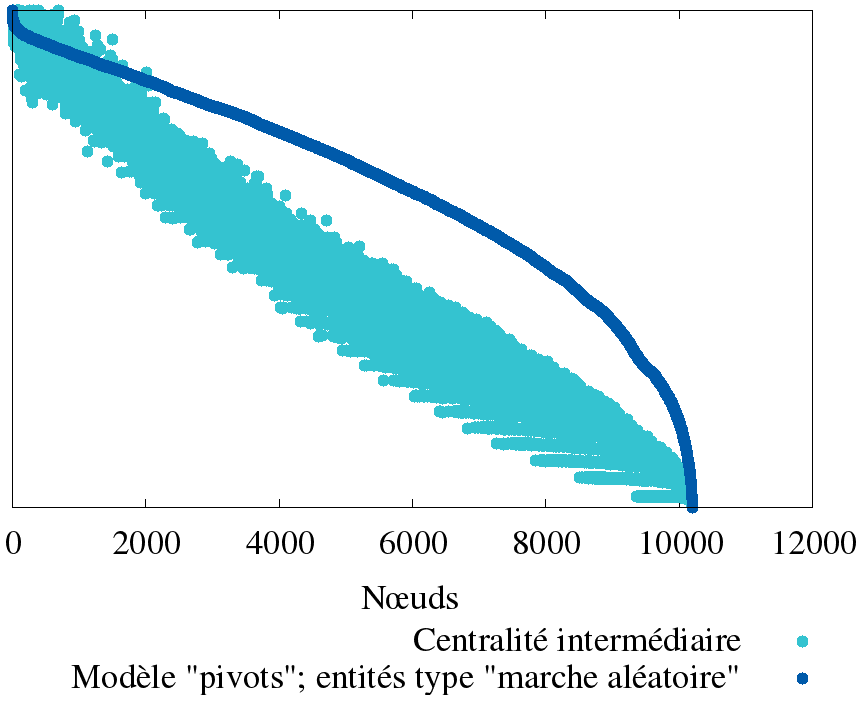 0 2000 4000 6000 8000 10000 12000
Nœuds
Centralité intermédiaire
Modèle "pivots"; entités type "marche aléatoire"